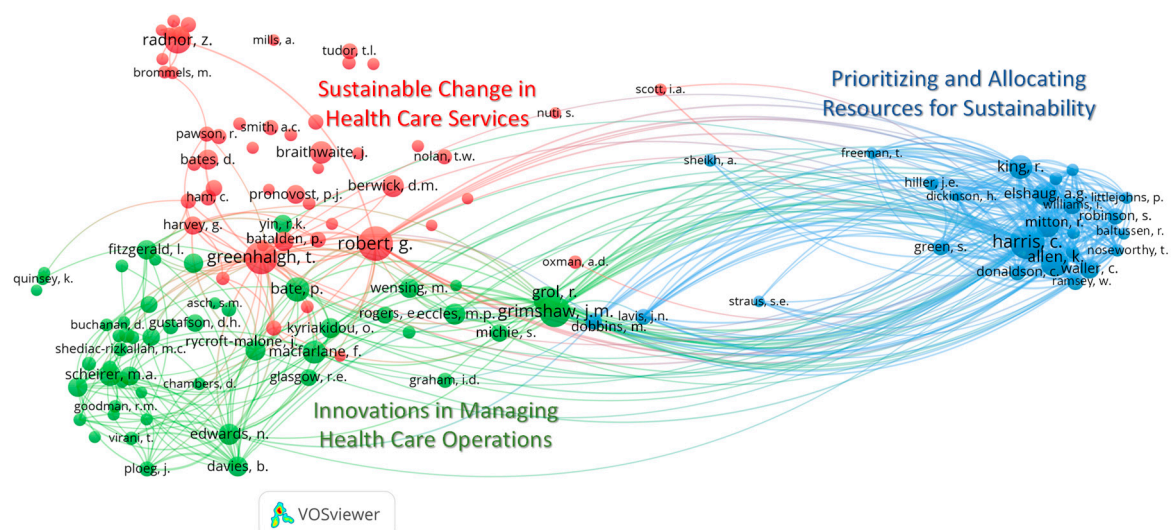 radnor, z.
mills, a.
tudor, t.l.
brommels, m.
Sustainable Change in
Health Care Services
Prioritizing and Allocating
Resources for Sustainability
scott, i.a.
nuti, s.
pawson, r.
smith, a.c.
bates, d.
braithwaite, j.
nolan, t.w.
sheikh, a.
freeman, t.
king, r.
ham, c.
pronovost, p.j.
berwick, d.m.
hiller, j.e.
dickinson, h.
elshaug, a.g.
littlejohns, p.
williams, i.
harvey, g.
yin, r.k.
batalden, p.
mitton, r.
robinson, s.
baltussen, r.
fitzgerald, l.
greenhalgh, t.
robert, g.
green, s.
harris, c.
allen, k.
noseworthy, t.
quinsey, k.
oxman, a.d.
donaldson, c.
waller, c.
ramsey, w.
asch, s.m.
bate, p.
wensing, m.
grol, r.
straus, s.e.
buchanan, d.
gustafson, d.h.
kyriakidou, o.
rogers, e.
eccles, m.p.
grimshaw, j.m.
lavis, j.n.
dobbins, m.
michie, s.
shediac-rizkallah, m.c.
rycroft-malone, j.
macfarlane, f.
scheirer, m.a.
chambers, d.
glasgow, r.e.
graham, i.d.
goodman, r.m.
Innovations in Managing
Health Care Operations
virani, t.
edwards, n.
ploeg, j.
davies, b.
VOSviewer